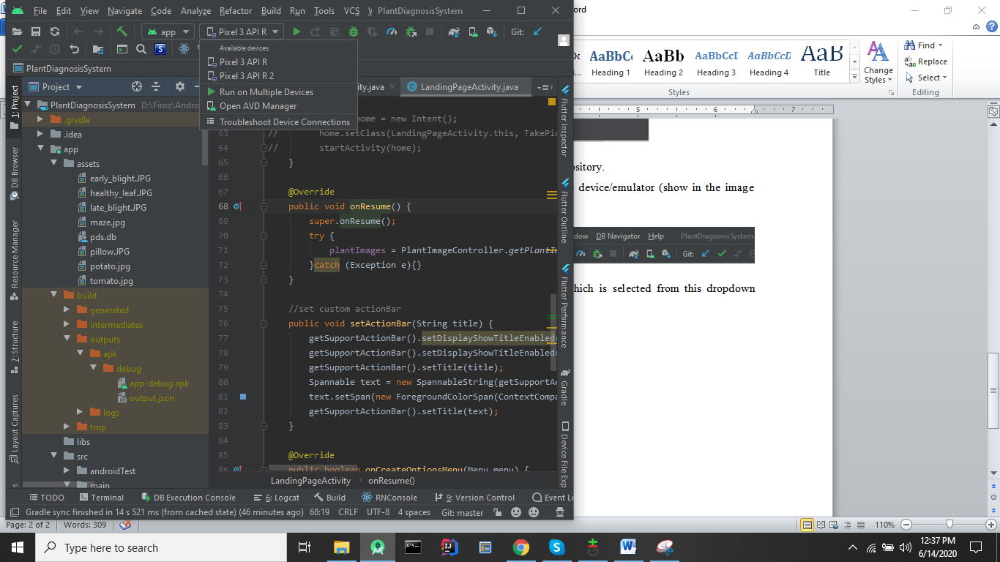 File Edit View Navigate Code Analyze Refactor Build Run Tools VCS PlantDiagnosisSystem
app
Pixel 3 API R
Git:
Available devices
Pixel 3 API R
Pixel 3 API R 2
Run on Multiple Devices
Open AVD Manager
Troubleshoot Device Connections
PlantDiagnosisSystem
Project
LandingPageActivity.java
1: Project
DB Browser
Resource Manager
7: Structure
Layout Captures
PlantDiagnosisSystem D:\Firoz\Andro
.gradle
.idea
app
assets
early_blight.JPG
healthy_leaf.JPG
late_blight.JPG
maze.jpg
pds.db
pillow.JPG
potato.jpg
tomato.jpg
build
generated
intermediates
outputs
apk
debug
app-debug.apk
output.json
logs
tmp
libs
src
androidTest
main
home = new Intent();
63 // home.setClass(LandingPageActivity.this, TakePic
64 // startActivity(home);
65 }
66
67 @Override
68 public void onResume() {
69 super.onResume();
70 try {
71 plantImages = PlantImageController.getPlantIm
72 }catch (Exception e){}
73 }
74
75 //set custom actionBar
76 public void setActionBar(String title) {
77 getSupportActionBar().setDisplayShowTitleEnabled(
78 getSupportActionBar().setDisplayShowTitleEnabled(
79 getSupportActionBar().setTitle(title);
80 Spannable text = new SpannableString(getSupportAc
81 text.setSpan(new ForegroundColorSpan(ContextCompa
82 getSupportActionBar().setTitle(text);
83 }
84
85 @Override
86 public boolean onCreateOptionsMenu(Menu menu) {
LandingPageActivity > onResume()
Flutter Inspector
Flutter Outline
Flutter Performance
Gradle
Device File Exp
TODO Terminal DB Execution Console 6: Logcat Build RNConsole 9: Version Control Event Lo
Gradle sync finished in 14 s 521 ms (from cached state) (46 minutes ago) 68:19 CRLF UTF-8 4 spaces Git: master
ord
AaBbCc AaBb AaBbCcI AaBbCcD AaB
Heading 1 Heading 2 Heading 3 Heading 4 Title
Change Styles
Styles
Find
Replace
Select
Editing
5 6 7
ository.
device/emulator (show in the image
dow DB Navigator Help PlantDiagnosisSystem
Git:
hich is selected from this dropdown
Page: 2 of 2 Words: 309
110%
Type here to search
12:37 PM
6/14/2020